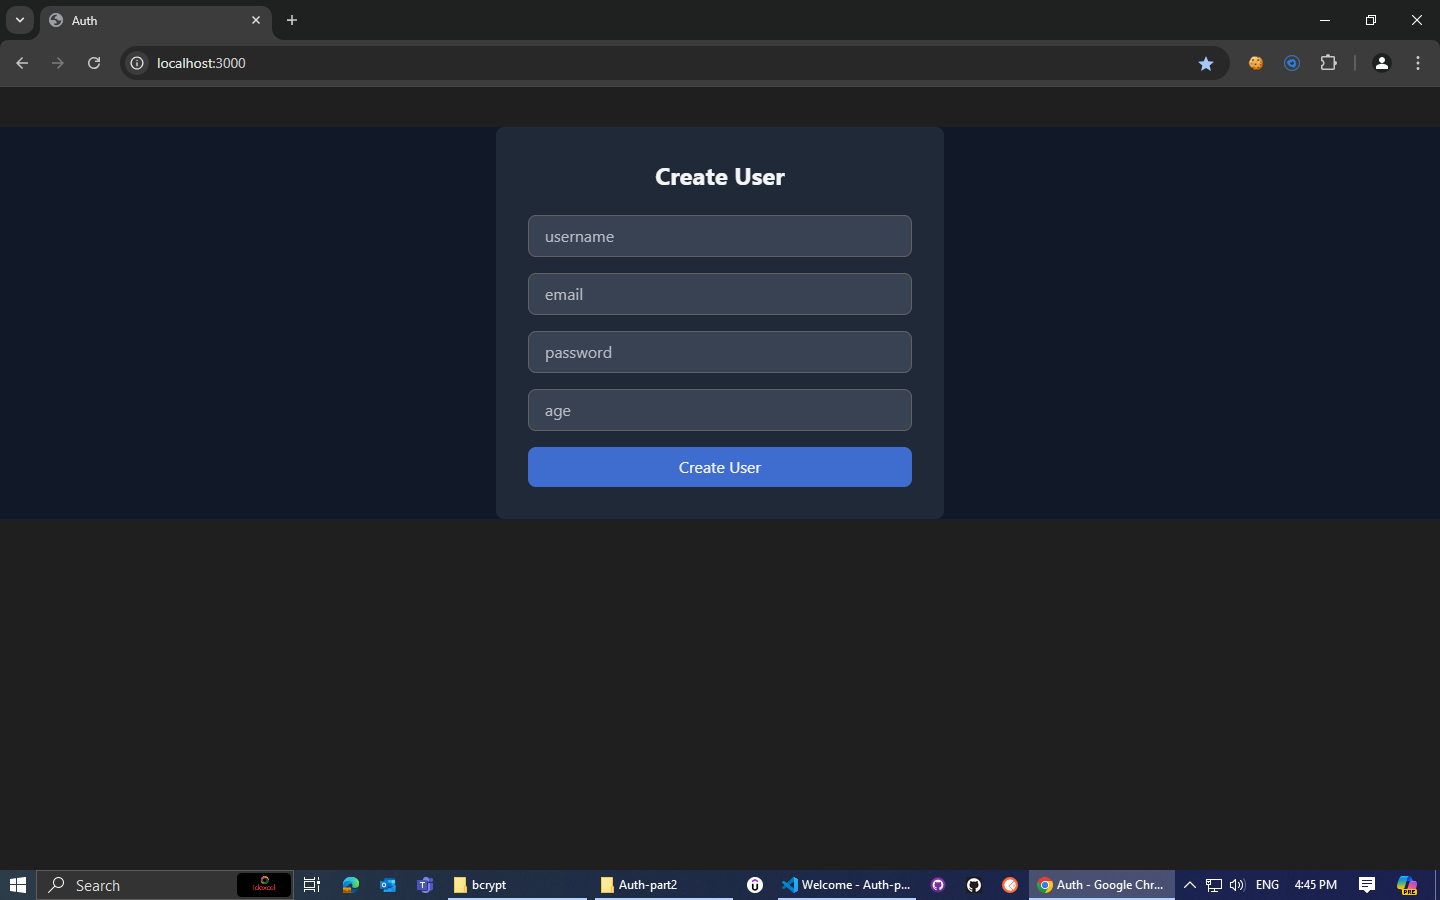 Auth
localhost:3000
Create User
username
email
password
age
Create User
Search
bcrypt
Auth-part2
Welcome - Auth-p...
Auth - Google Chr...
ENG
4:45 PM
PRE